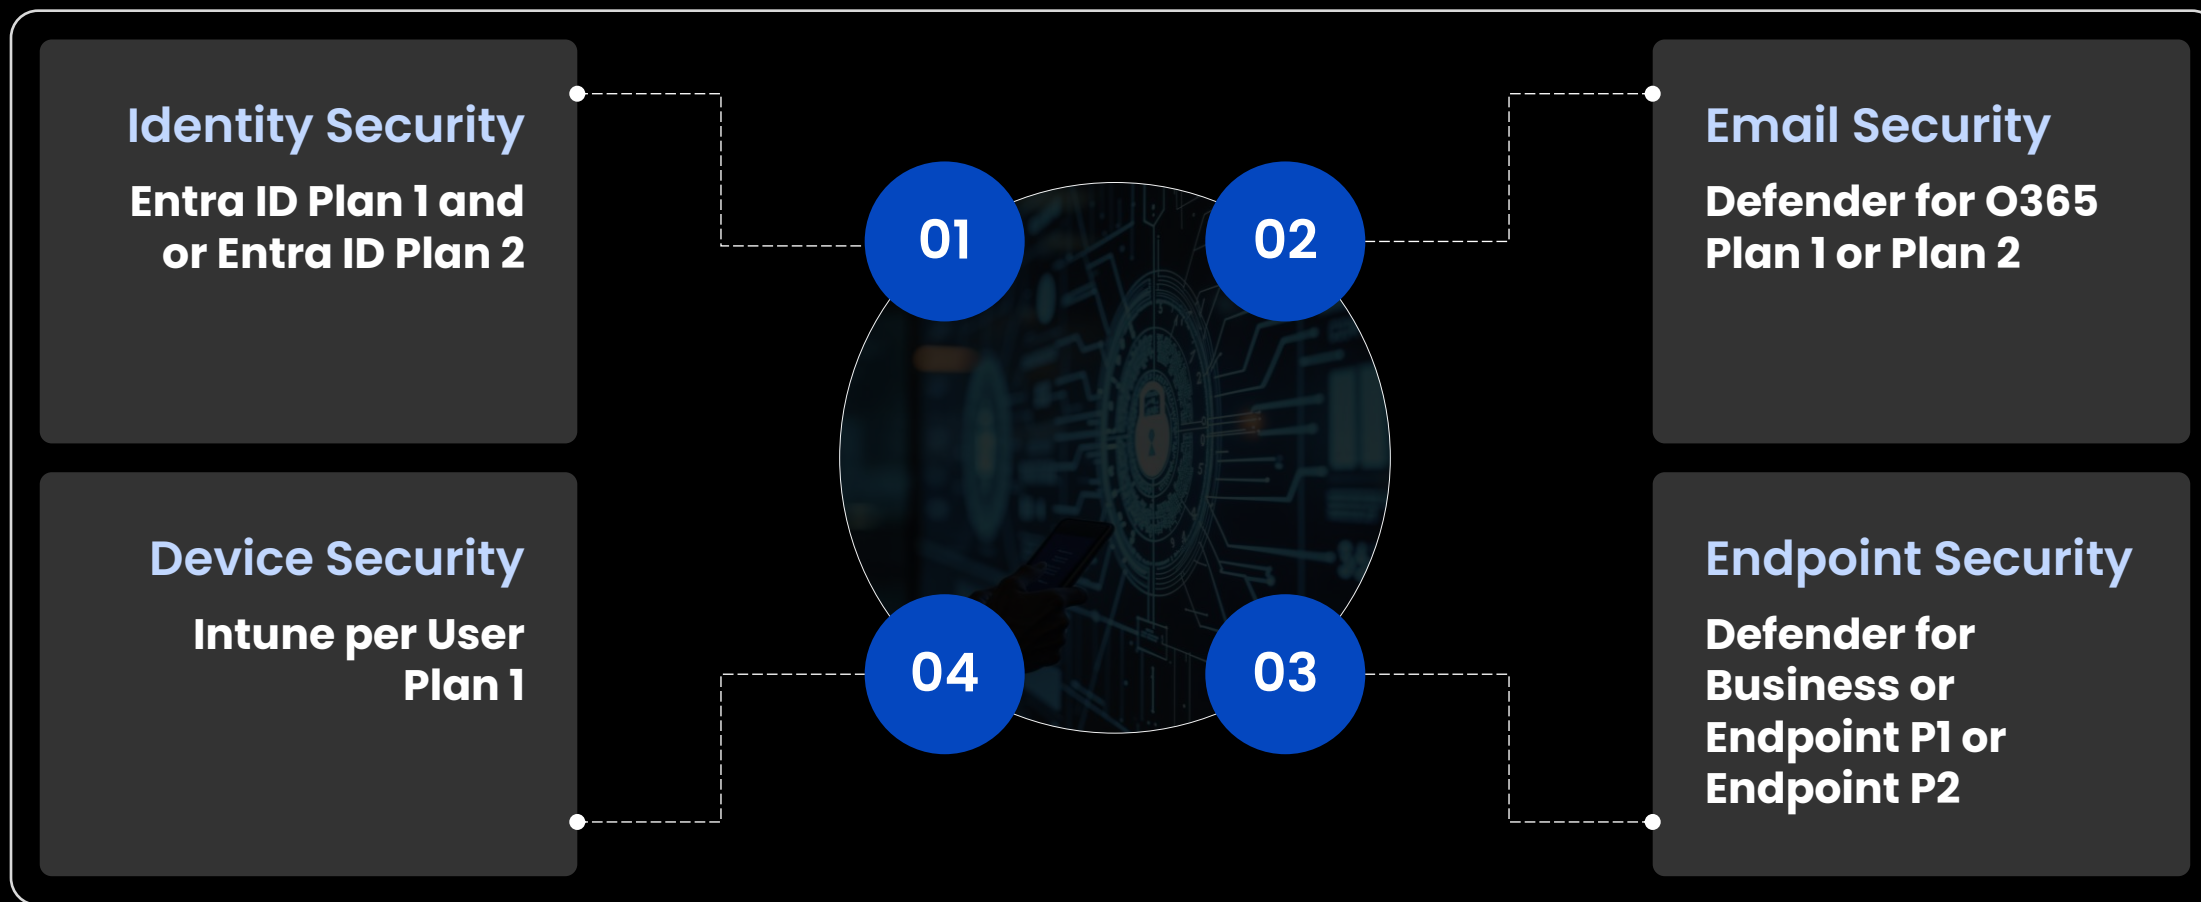 Identity Security
Entra ID Plan 1 and
or Entra ID Plan 2
01
02
Email Security
Defender for O365
Plan 1 or Plan 2
Device Security
Intune per User
Plan 1
04
03
Endpoint Security
Defender for
Business or
Endpoint P1 or
Endpoint P2